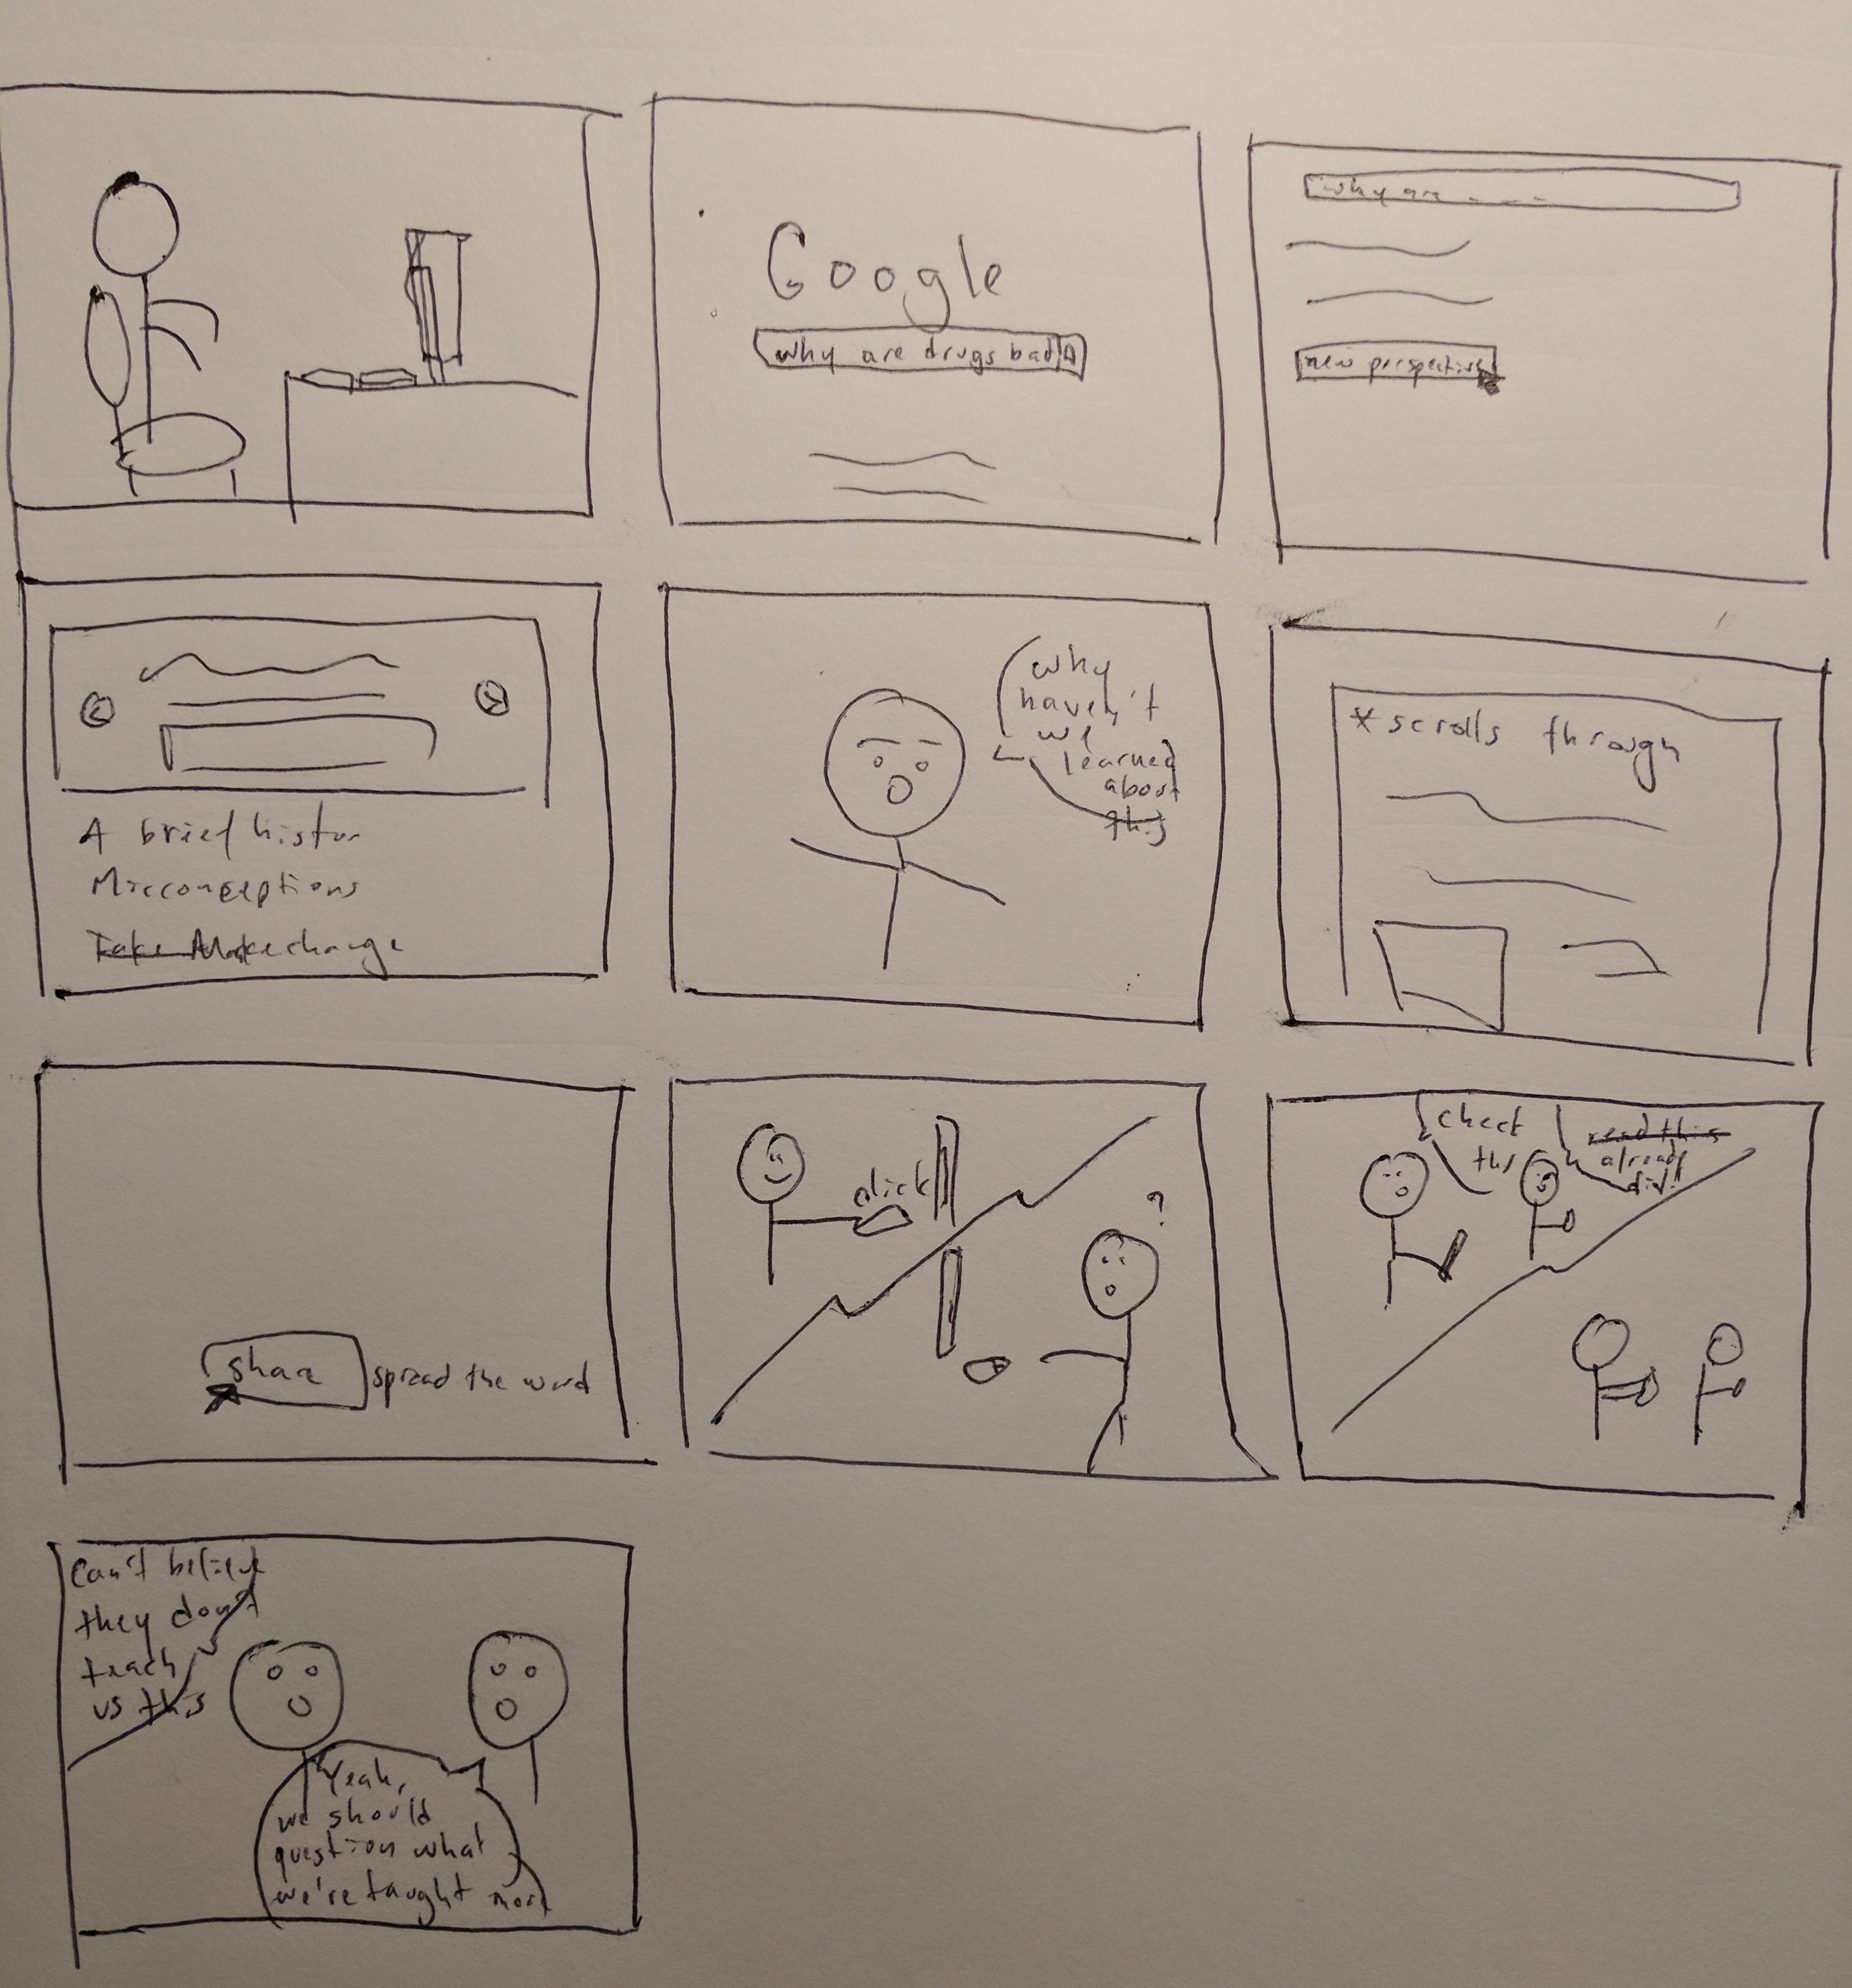 Google
why are drugs bad
why are ----
new perspective
A brief histor
Misconceptions
Take Make change
why
haven't
we
learned
about
this
*scrolls through
share
spread the word
click
?
check
this
read this
already
did!
Can't believe
they don't
teach
us this
Yeah,
we should
question what
we're taught more